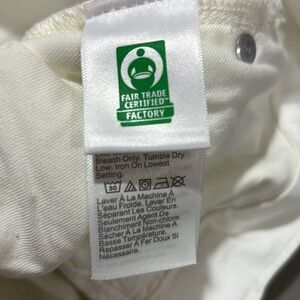 FAIR TRADE
CERTIFIED™
FACTORY
Bleach Only. Tumble Dry
Low. Iron On Lowest
Setting.
30
Laver À La Machine À
L'eau Froide. Laver En
Séparant Les Couleurs.
Seulement Agent De
Blanchiment Non-chlore.
Sécher À La Machine À
Basse Température.
Repasser À Fer Doux Si
Nécessaire.